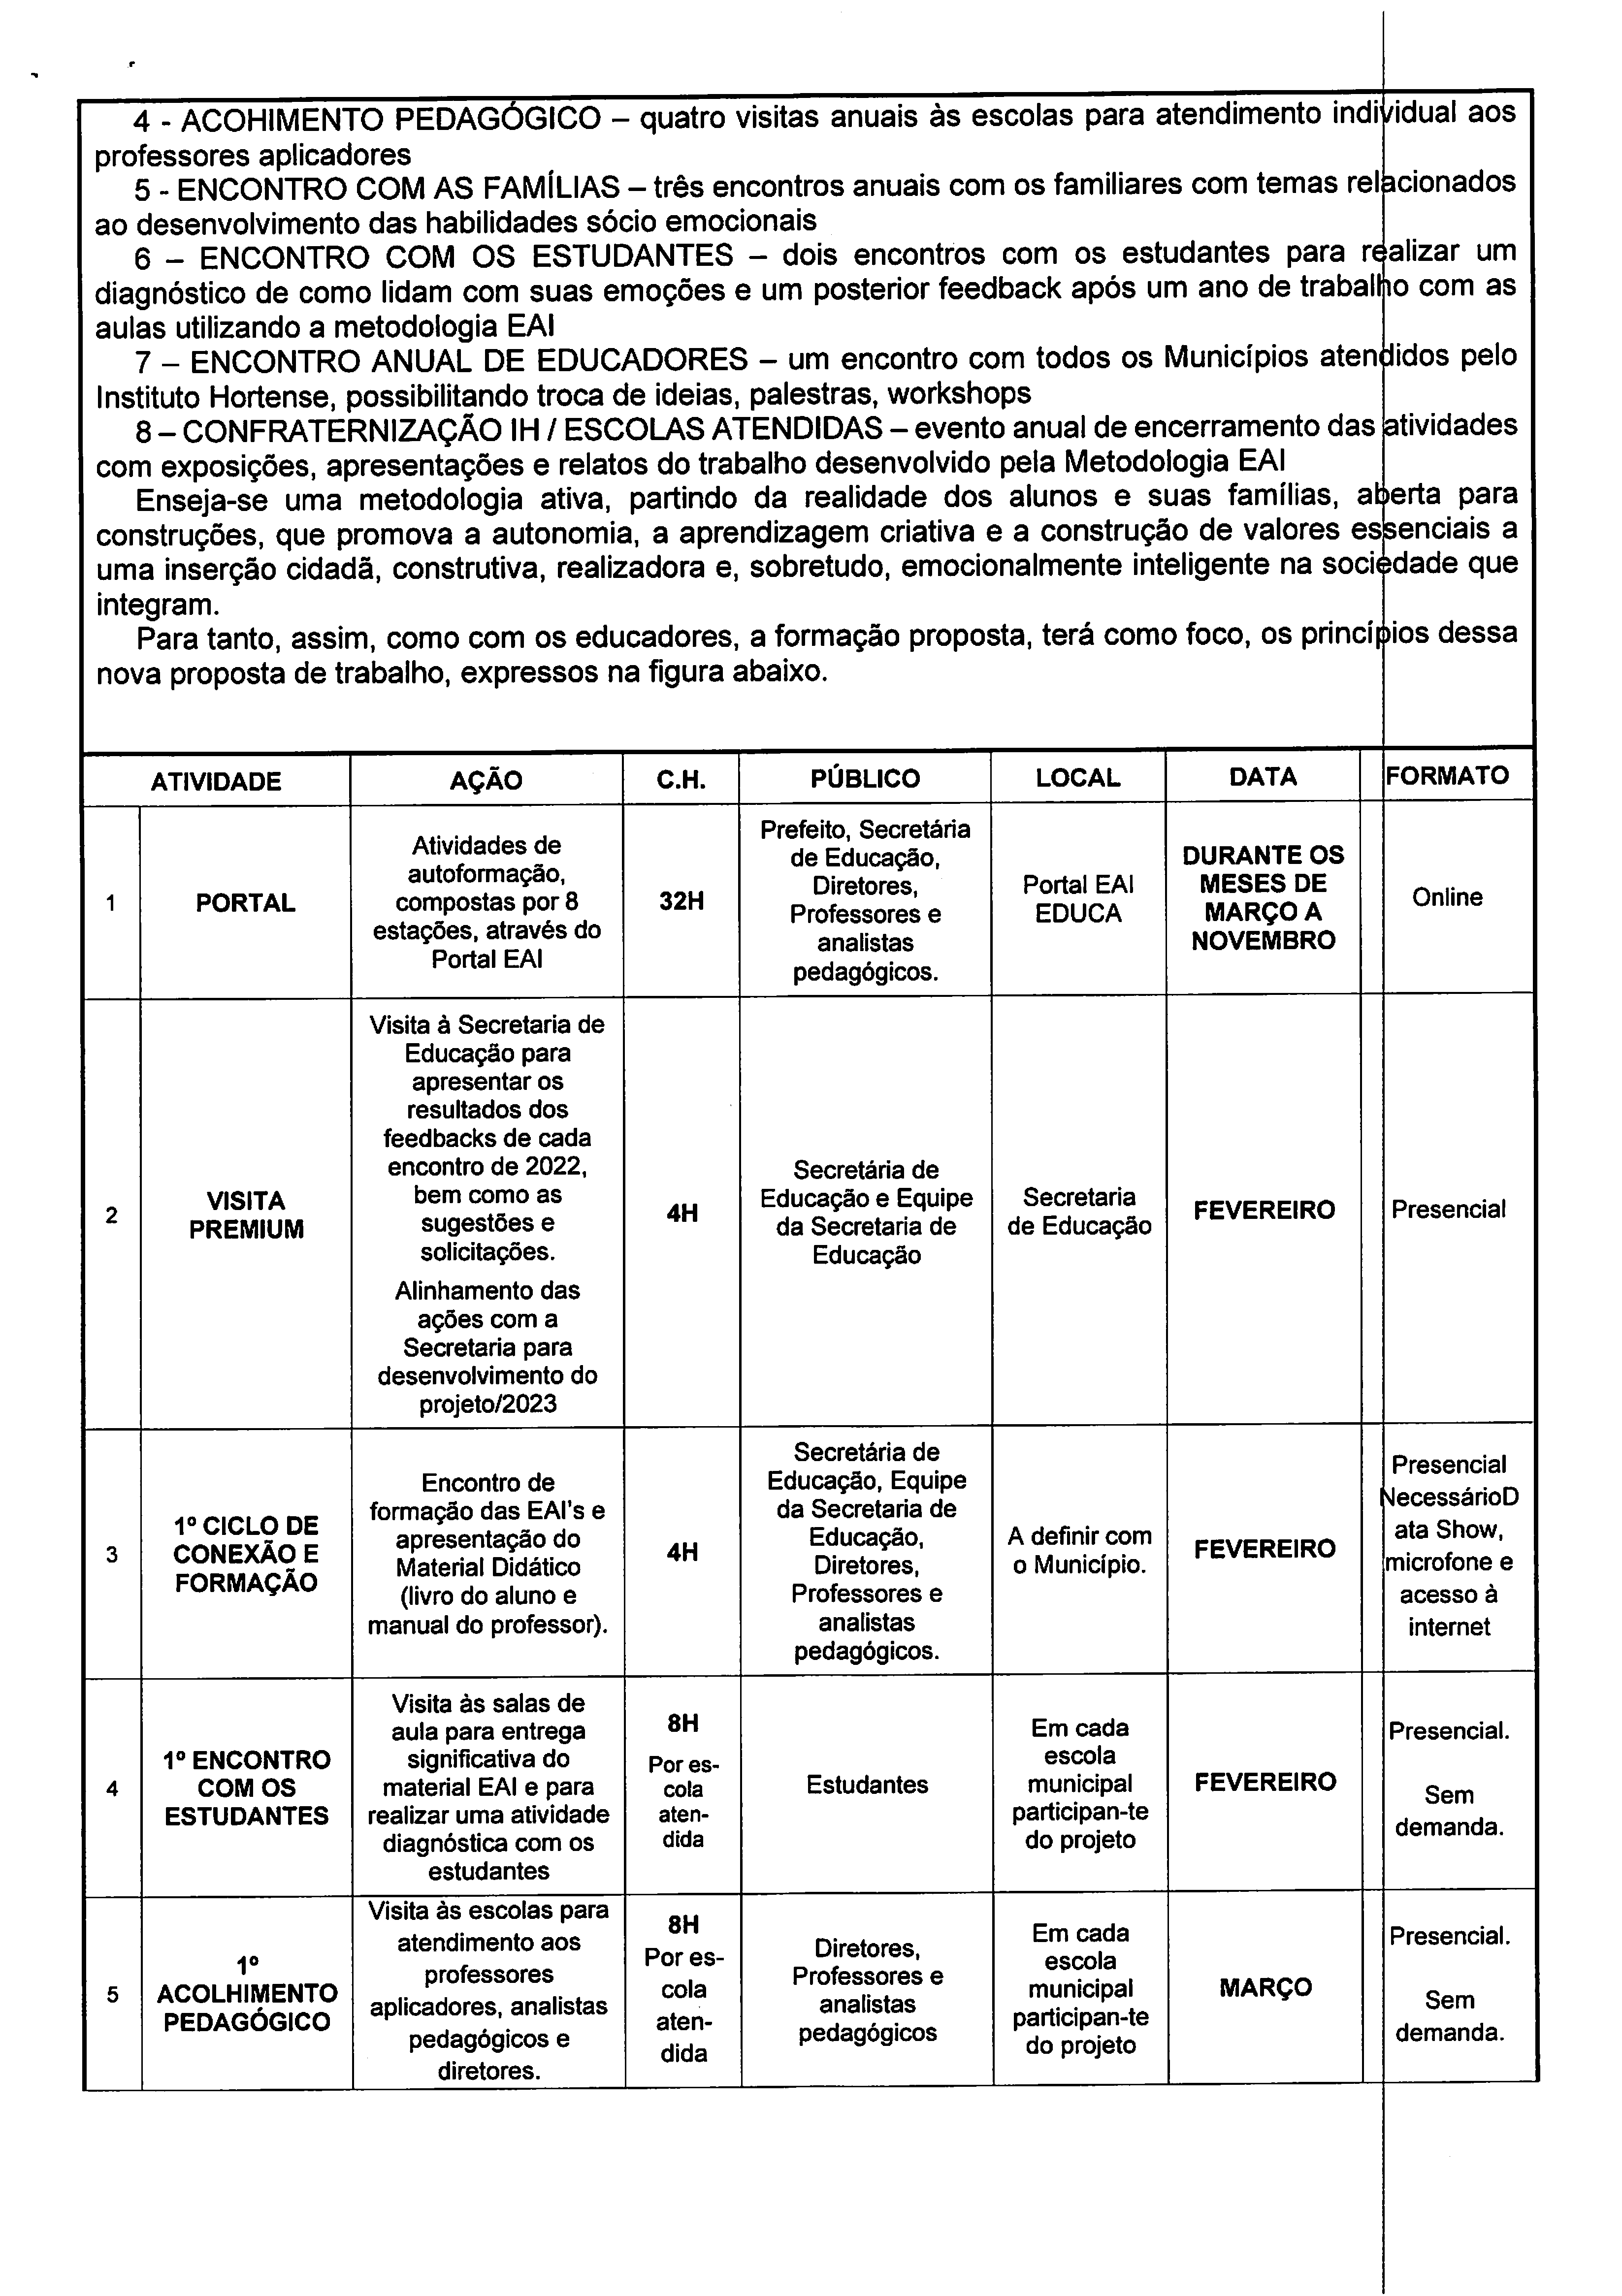 4 - ACOHIMENTO PEDAGÓGICO – quatro visitas anuais às escolas para atendimento individual aos
professores aplicadores
5 - ENCONTRO COM AS FAMÍLIAS – três encontros anuais com os familiares com temas relacionados
ao desenvolvimento das habilidades sócio emocionais
6 – ENCONTRO COM OS ESTUDANTES – dois encontros com os estudantes para realizar um
diagnóstico de como lidam com suas emoções e um posterior feedback após um ano de trabalho com as
aulas utilizando a metodologia EAI
7 – ENCONTRO ANUAL DE EDUCADORES – um encontro com todos os Municípios atendidos pelo
Instituto Hortense, possibilitando troca de ideias, palestras, workshops
8 – CONFRATERNIZAÇÃO IH / ESCOLAS ATENDIDAS – evento anual de encerramento das atividades
com exposições, apresentações e relatos do trabalho desenvolvido pela Metodologia EAI
Enseja-se uma metodologia ativa, partindo da realidade dos alunos e suas famílias, aberta para
construções, que promova a autonomia, a aprendizagem criativa e a construção de valores essenciais a
uma inserção cidadã, construtiva, realizadora e, sobretudo, emocionalmente inteligente na sociedade que
integram.
Para tanto, assim, como com os educadores, a formação proposta, terá como foco, os princípios dessa
nova proposta de trabalho, expressos na figura abaixo.
ATIVIDADE AÇÃO C.H. PÚBLICO LOCAL DATA FORMATO
1
PORTAL
Atividades de
autoformação,
compostas por 8
estações, através do
Portal EAI
32H
Prefeito, Secretária
de Educação,
Diretores,
Professores e
analistas
pedagógicos.
Portal EAI
EDUCA
DURANTE OS
MESES DE
MARÇO A
NOVEMBRO
Online
2
VISITA
PREMIUM
Visita à Secretaria de
Educação para
apresentar os
resultados dos
feedbacks de cada
encontro de 2022,
bem como as
sugestões e
solicitações.
Alinhamento das
ações com a
Secretaria para
desenvolvimento do
projeto/2023
4H
Secretária de
Educação e Equipe
da Secretaria de
Educação
Secretaria
de Educação
FEVEREIRO
Presencial
3
1º CICLO DE
CONEXÃO E
FORMAÇÃO
Encontro de
formação das EAI's e
apresentação do
Material Didático
(livro do aluno e
manual do professor).
4H
Secretária de
Educação, Equipe
da Secretaria de
Educação,
Diretores,
Professores e
analistas
pedagógicos.
A definir com
o Município.
FEVEREIRO
Presencial
NecessárioD
ata Show,
microfone e
acesso à
internet
4
1º ENCONTRO
COM OS
ESTUDANTES
Visita às salas de
aula para entrega
significativa do
material EAI e para
realizar uma atividade
diagnóstica com os
estudantes
8H
Por es-
cola
aten-
dida
Estudantes
Em cada
escola
municipal
participan-te
do projeto
FEVEREIRO
Presencial.
Sem
demanda.
5
1º
ACOLHIMENTO
PEDAGÓGICO
Visita às escolas para
atendimento aos
professores
aplicadores, analistas
pedagógicos e
diretores.
8H
Por es-
cola
aten-
dida
Diretores,
Professores e
analistas
pedagógicos
Em cada
escola
municipal
participan-te
do projeto
MARÇO
Presencial.
Sem
demanda.